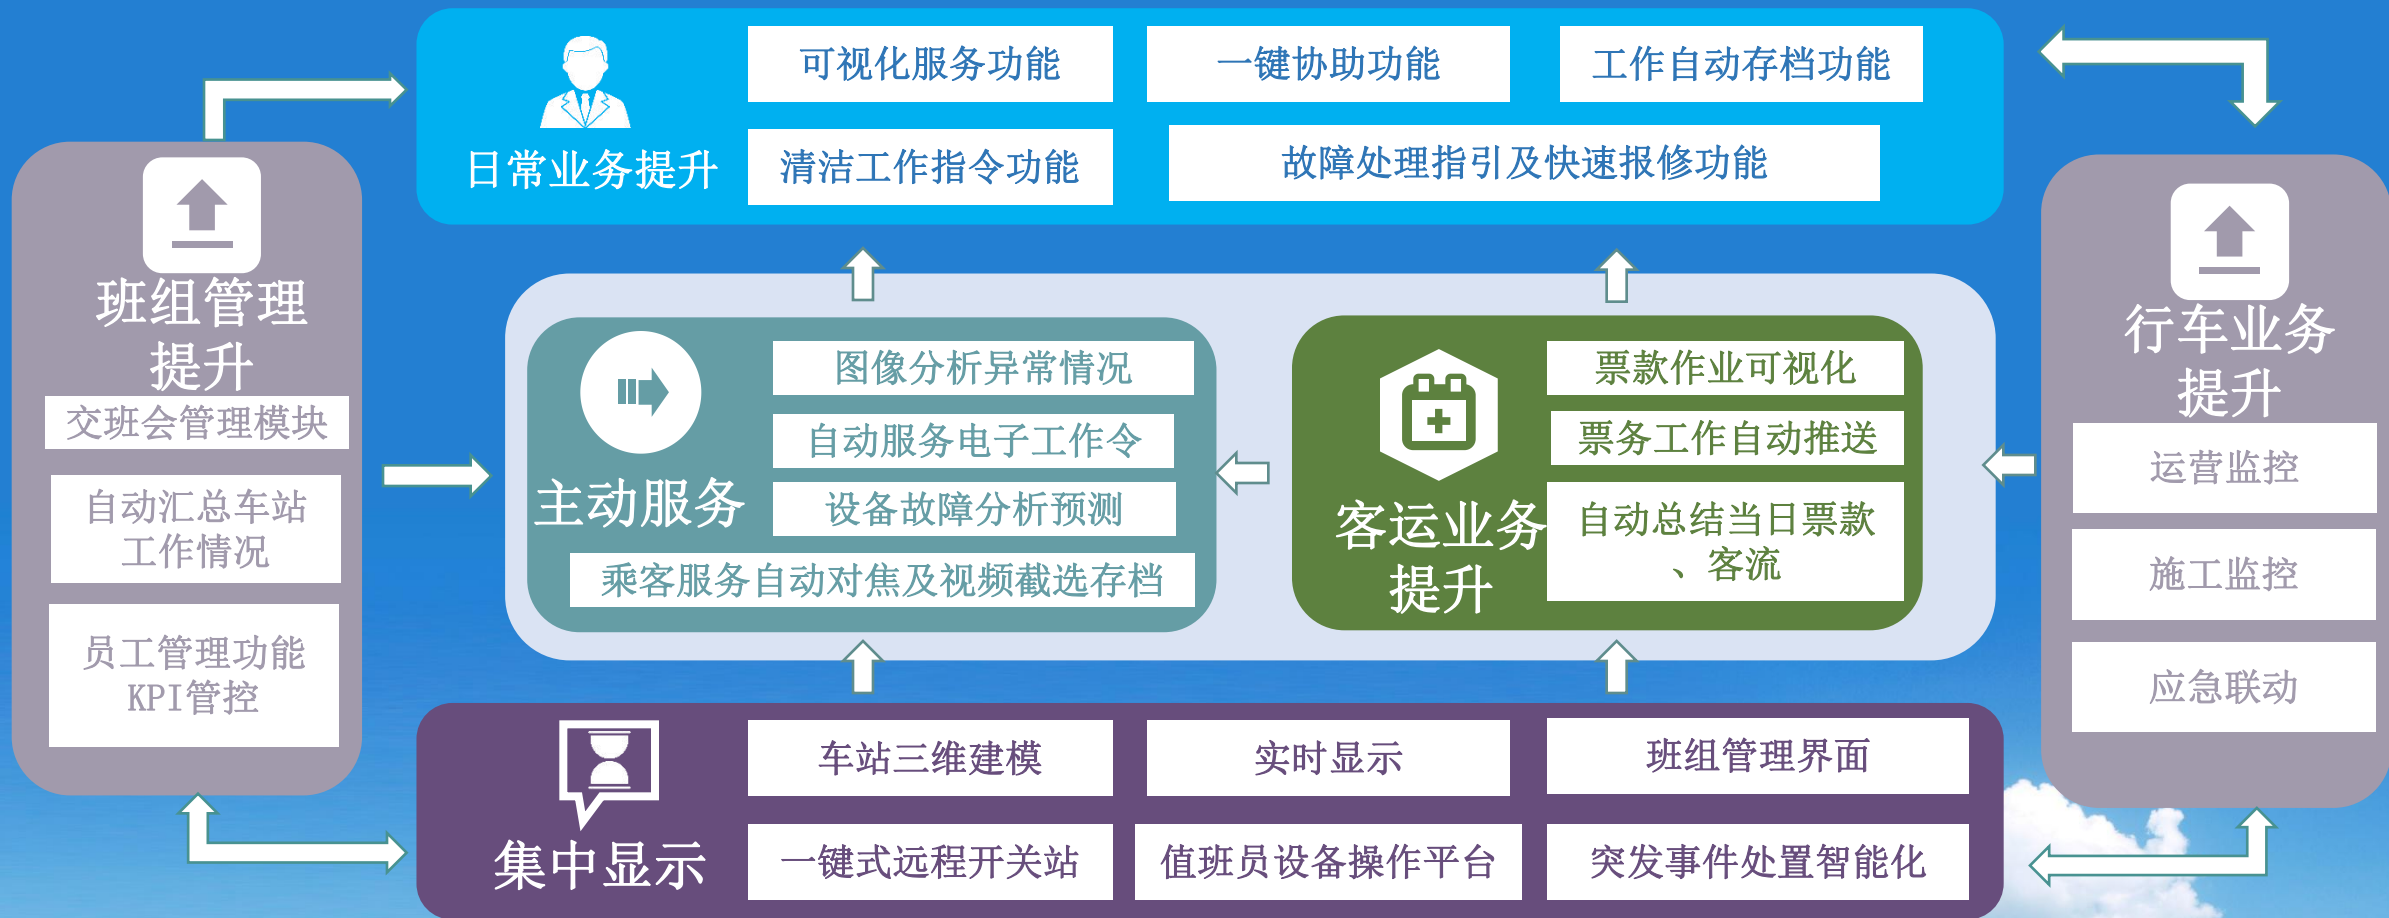 可视化服务功能
一键协助功能
工作自动存档功能
日常业务提升
清洁工作指令功能
故障处理指引及快速报修功能
班组管理
提升
交班会管理模块
自动汇总车站
工作情况
员工管理功能
KPI管控
主动服务
图像分析异常情况
自动服务电子工作令
设备故障分析预测
乘客服务自动对焦及视频截选存档
客运业务
提升
票款作业可视化
票务工作自动推送
自动总结当日票款
、客流
行车业务
提升
运营监控
施工监控
应急联动
集中显示
车站三维建模
实时显示
班组管理界面
一键式远程开关站
值班员设备操作平台
突发事件处置智能化